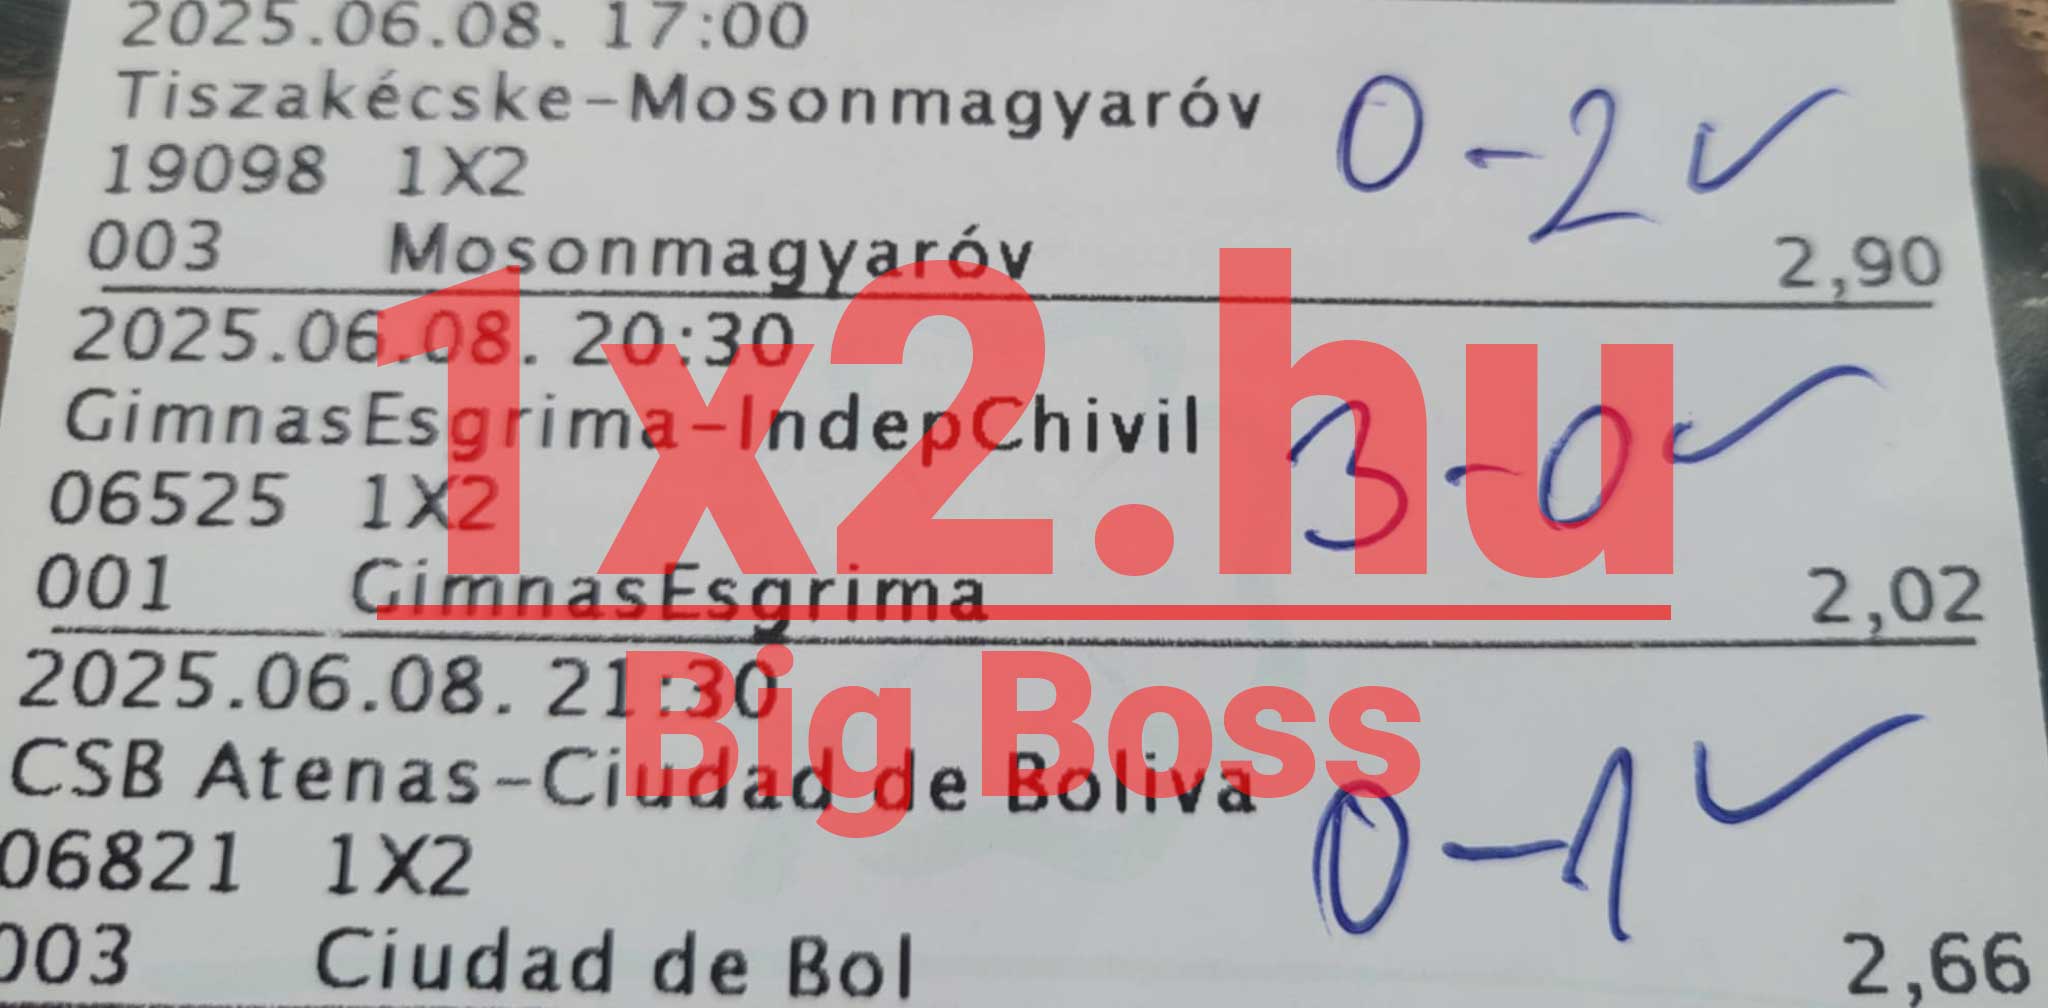 2025.06.08. 17:00
Tiszakécske-Mosonmagyaróv
0-2
19098 1X2
003 Mosonmagyaróv 2,90
2025.06.08. 20:30
GimnasEsgrima-IndepChivil
3-0
06525 1X2
001 GimnasEsgrima 2,02
2025.06.08. 21:30
CSB Atenas-Ciudad de Boliva
0-1
06821 1X2
003 Ciudad de Bol 2,66
1x2.hu
Big Boss